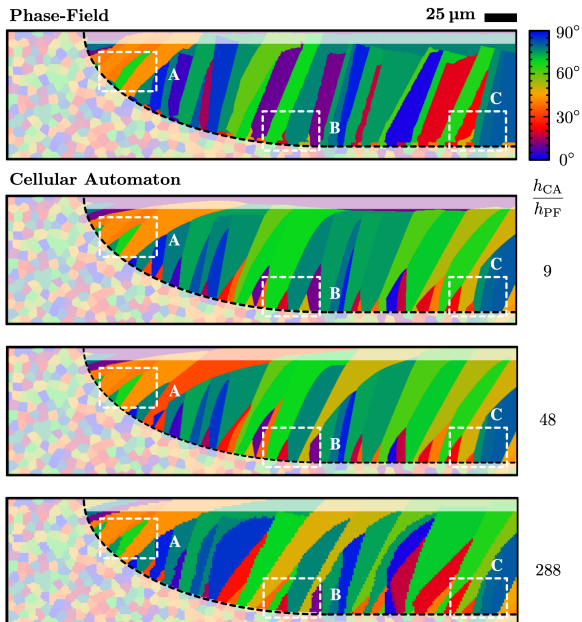 Phase-Field 25 µm
A
B
C
90°
60°
30°
0°
Cellular Automaton
h_CA
h_PF
A
B
C
9
A
B
C
48
A
B
C
288